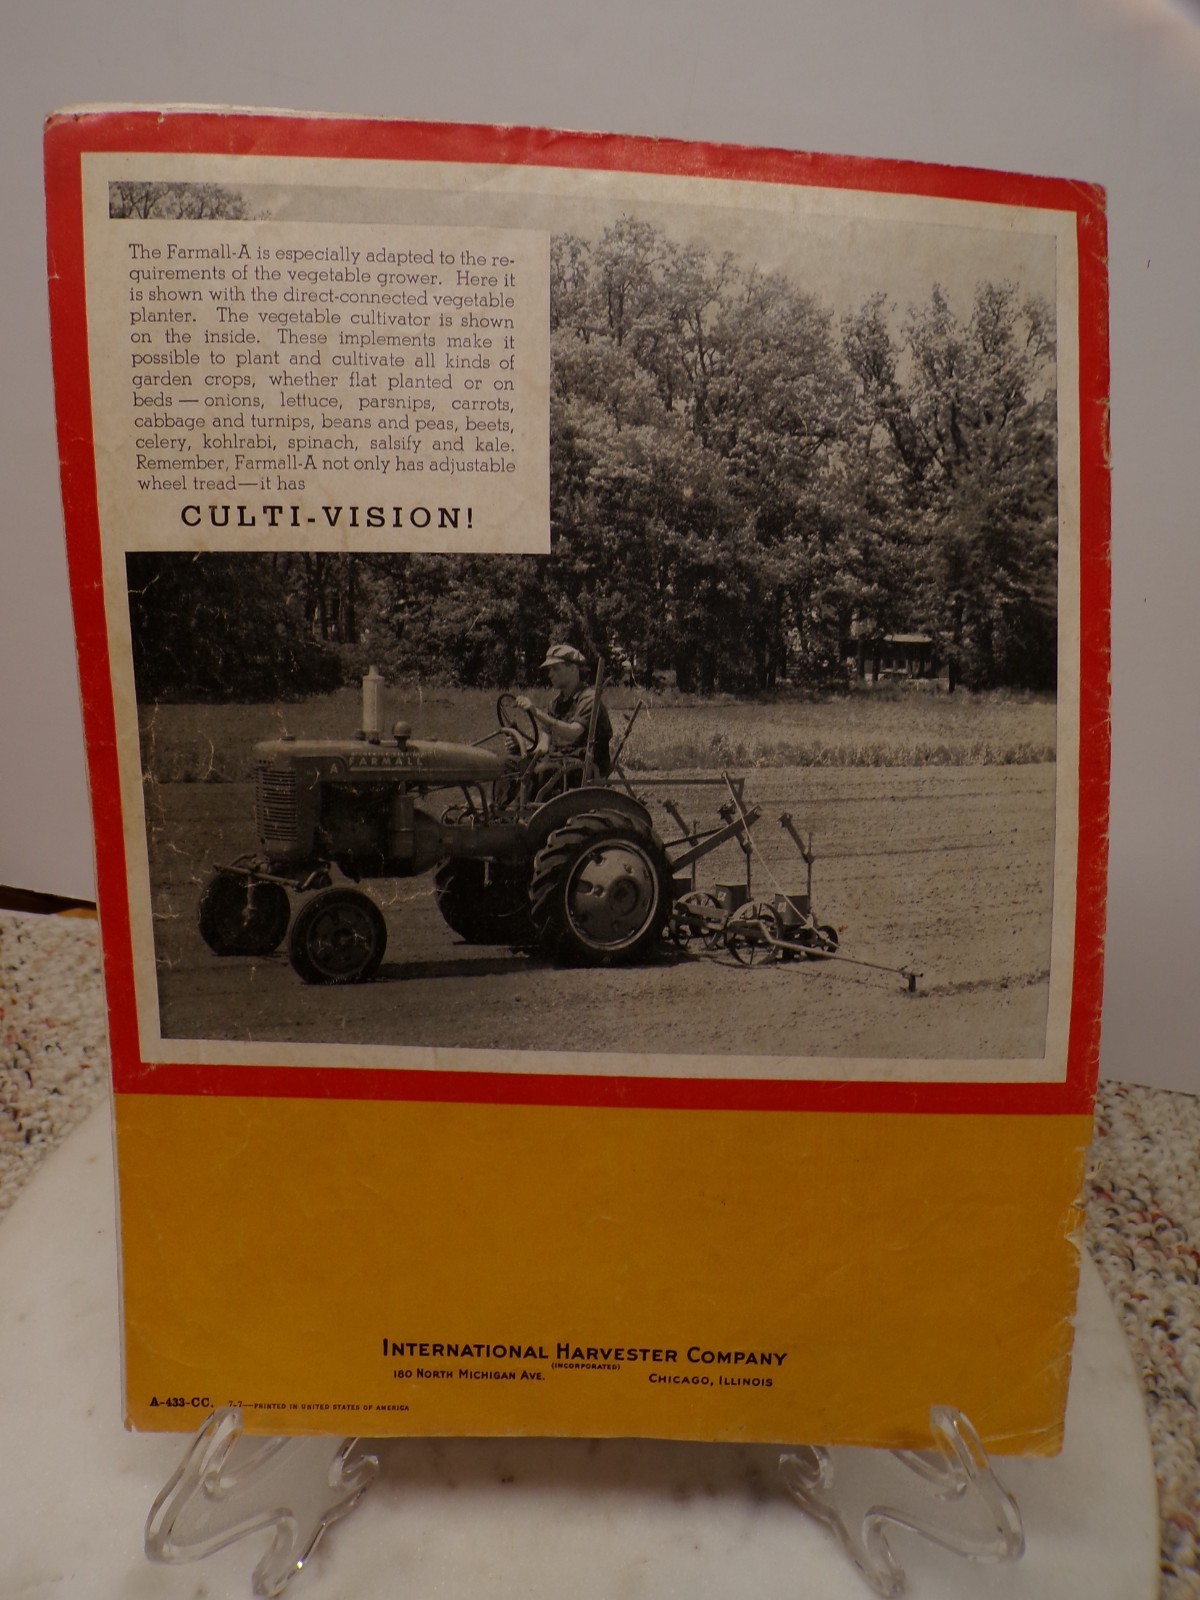 The Farmall-A is especially adapted to the re-
quirements of the vegetable grower. Here it
is shown with the direct-connected vegetable
planter. The vegetable cultivator is shown
on the inside. These implements make it
possible to plant and cultivate all kinds of
garden crops, whether flat planted or on
beds — onions, lettuce, parsnips, carrots,
cabbage and turnips, beans and peas, beets,
celery, kohlrabi, spinach, salsify and kale.
Remember, Farmall-A not only has adjustable
wheel tread—it has
CULTI-VISION!
A FARMALL
INTERNATIONAL HARVESTER COMPANY
(INCORPORATED)
180 NORTH MICHIGAN AVE. CHICAGO, ILLINOIS
A-433-CC. 7-7—PRINTED IN UNITED STATES OF AMERICA